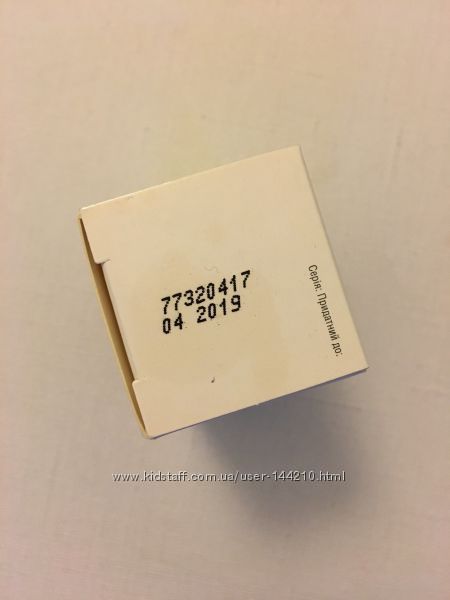 77320417
04 2019
Серія: Придатний до:
www.kidstaff.com.ua/user-144210.html